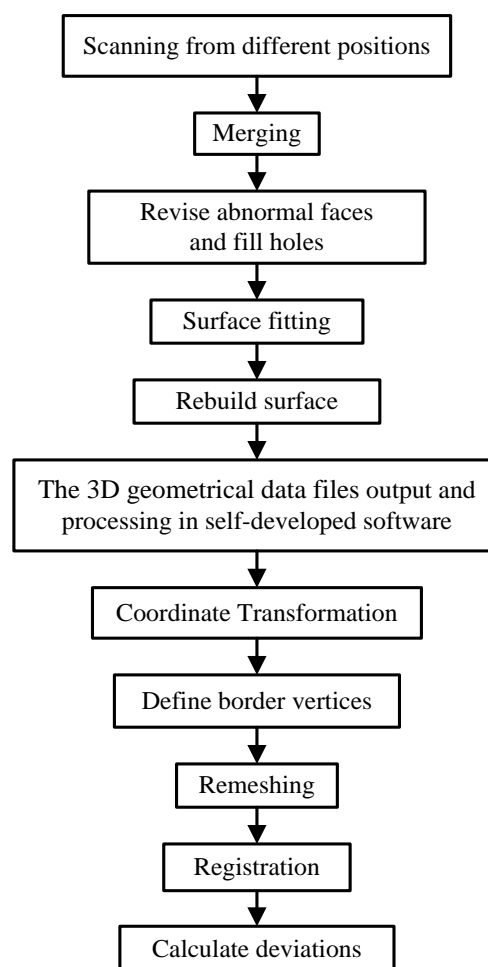 Scanning from different positions
Merging
Revise abnormal faces
and fill holes
Surface fitting
Rebuild surface
The 3D geometrical data files output and
processing in self-developed software
Coordinate Transformation
Define border vertices
Remeshing
Registration
Calculate deviations